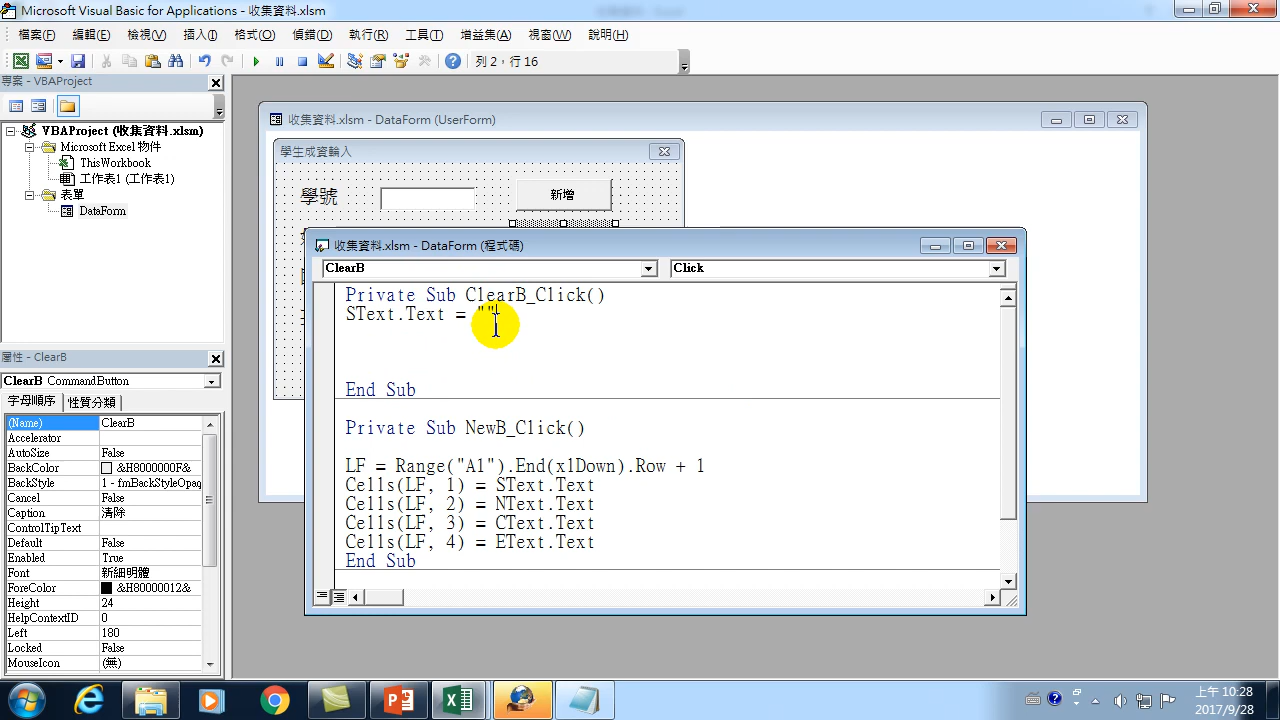 Microsoft Visual Basic for Applications - 收集資料.xlsm
檔案(F) 編輯(E) 檢視(V) 插入(I) 格式(O) 偵錯(D) 執行(R) 工具(T) 增益集(A) 視窗(W) 說明(H)
列 2，行 16
專案 - VBAProject
VBAProject (收集資料.xlsm)
Microsoft Excel 物件
ThisWorkbook
工作表1 (工作表1)
表單
DataForm
收集資料.xlsm - DataForm (UserForm)
學生成資輸入
學號
新增
收集資料.xlsm - DataForm (程式碼)
ClearB Click
Private Sub ClearB_Click()
SText.Text = ""
End Sub
Private Sub NewB_Click()
LF = Range("A1").End(xlDown).Row + 1
Cells(LF, 1) = SText.Text
Cells(LF, 2) = NText.Text
Cells(LF, 3) = CText.Text
Cells(LF, 4) = EText.Text
End Sub
屬性 - ClearB
ClearB CommandButton
字母順序 性質分類
(Name) ClearB
Accelerator
AutoSize False
BackColor &H8000000F&
BackStyle 1 - fmBackStyleOpaq
Cancel False
Caption 清除
ControlTipText
Default False
Enabled True
Font 新細明體
ForeColor &H80000012&
Height 24
HelpContextID 0
Left 180
Locked False
MouseIcon (無)
上午 10:28
2017/9/28